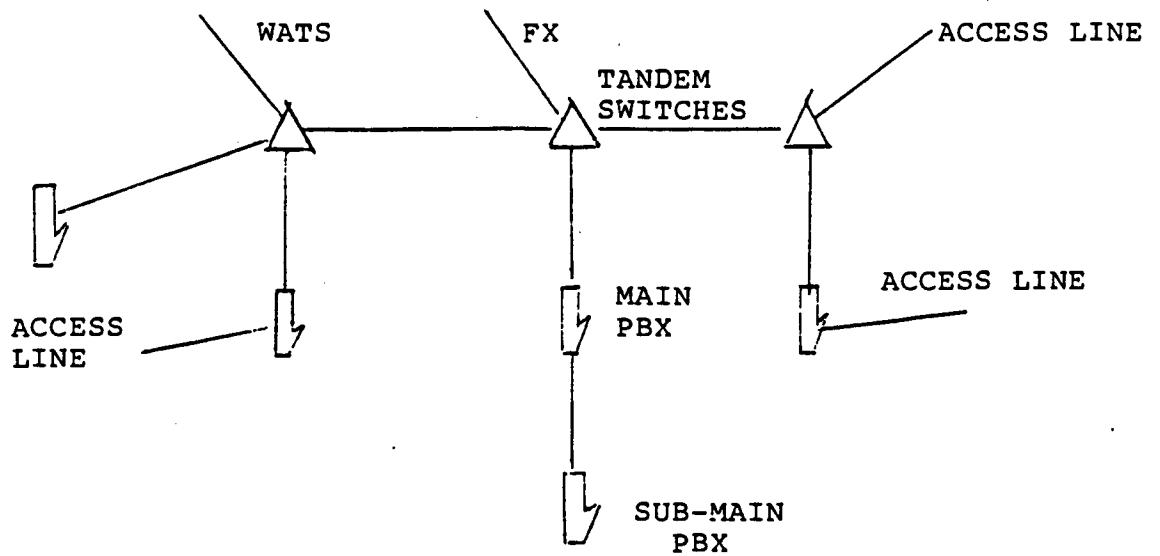 WATS
FX
ACCESS LINE
TANDEM
SWITCHES
ACCESS LINE
MAIN
PBX
ACCESS
LINE
SUB-MAIN
PBX